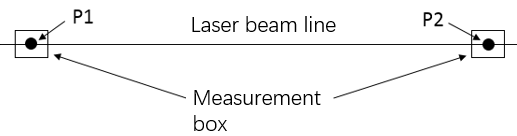 P1
Laser beam line
P2
Measurement
box